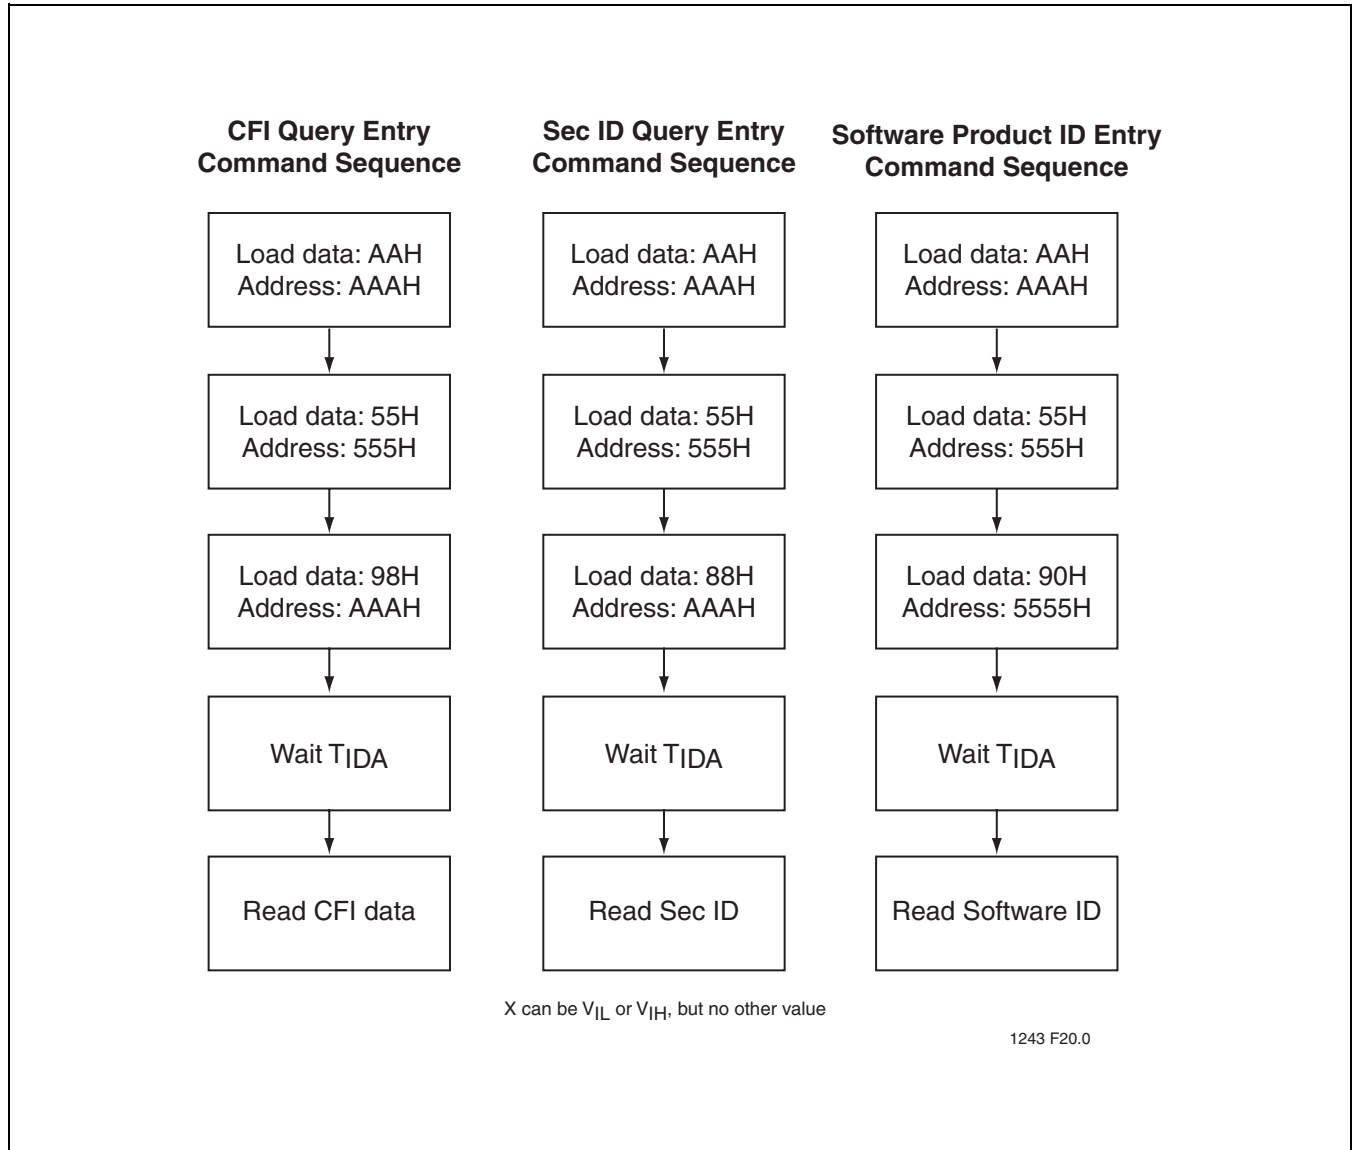 CFI Query Entry
Command Sequence
Load data: AAH
Address: AAAH
Load data: 55H
Address: 555H
Load data: 98H
Address: AAAH
Wait TIDA
Read CFI data
Sec ID Query Entry
Command Sequence
Load data: AAH
Address: AAAH
Load data: 55H
Address: 555H
Load data: 88H
Address: AAAH
Wait TIDA
Read Sec ID
Software Product ID Entry
Command Sequence
Load data: AAH
Address: AAAH
Load data: 55H
Address: 555H
Load data: 90H
Address: 5555H
Wait TIDA
Read Software ID
X can be VIL or VIH, but no other value
1243 F20.0